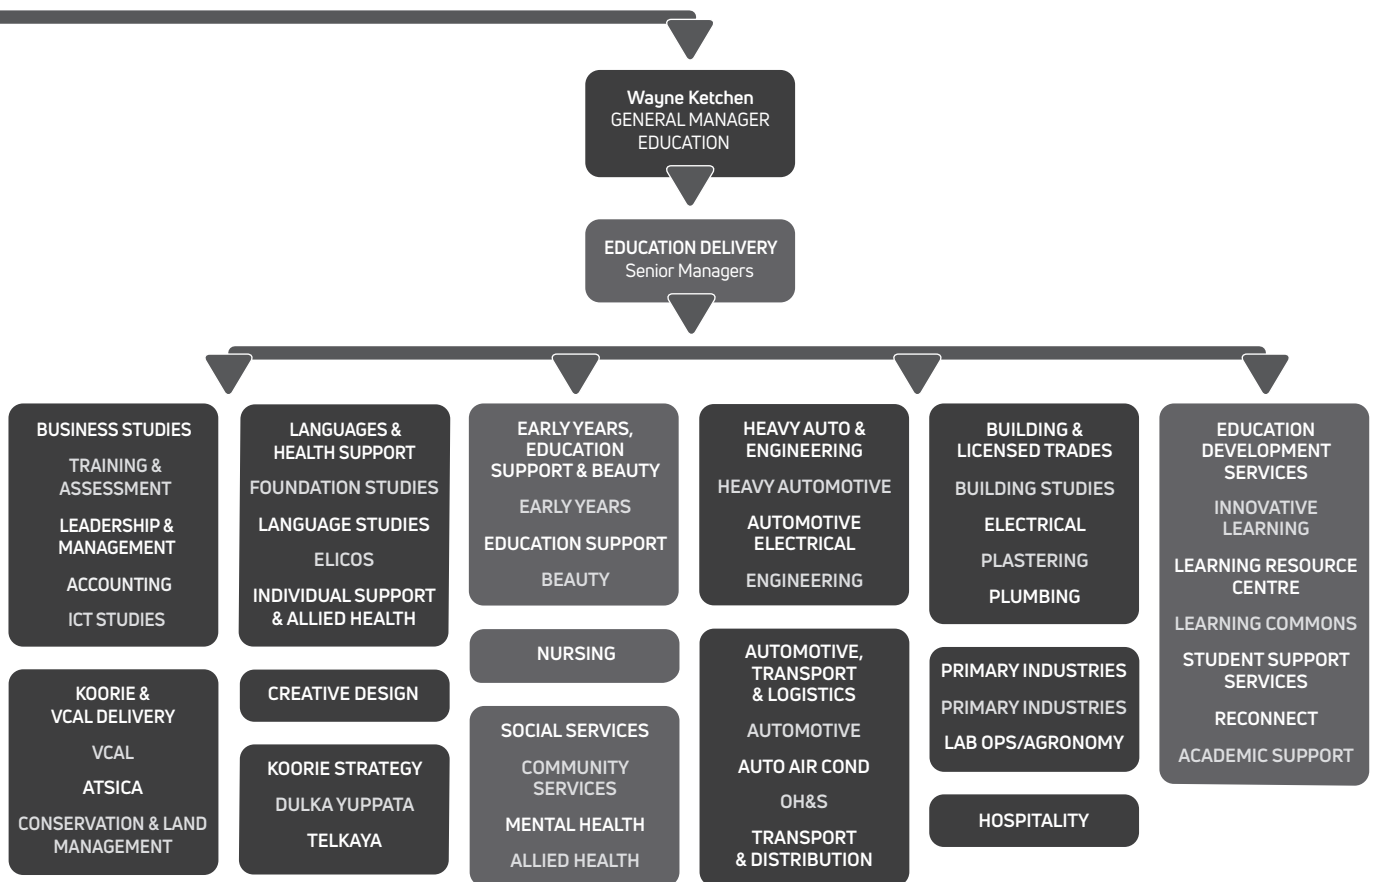 Wayne Ketchen
GENERAL MANAGER
EDUCATION
EDUCATION DELIVERY
Senior Managers
BUSINESS STUDIES
TRAINING &
ASSESSMENT
LEADERSHIP &
MANAGEMENT
ACCOUNTING
ICT STUDIES
KOORIE &
VCAL DELIVERY
VCAL
ATSICA
CONSERVATION & LAND
MANAGEMENT
LANGUAGES &
HEALTH SUPPORT
FOUNDATION STUDIES
LANGUAGE STUDIES
ELICOS
INDIVIDUAL SUPPORT
& ALLIED HEALTH
CREATIVE DESIGN
KOORIE STRATEGY
DULKA YUPPATA
TELKAYA
EARLY YEARS,
EDUCATION
SUPPORT & BEAUTY
EARLY YEARS
EDUCATION SUPPORT
BEAUTY
NURSING
SOCIAL SERVICES
COMMUNITY
SERVICES
MENTAL HEALTH
ALLIED HEALTH
HEAVY AUTO &
ENGINEERING
HEAVY AUTOMOTIVE
AUTOMOTIVE
ELECTRICAL
ENGINEERING
AUTOMOTIVE,
TRANSPORT
& LOGISTICS
AUTOMOTIVE
AUTO AIR COND
OH&S
TRANSPORT
& DISTRIBUTION
BUILDING &
LICENSED TRADES
BUILDING STUDIES
ELECTRICAL
PLASTERING
PLUMBING
PRIMARY INDUSTRIES
PRIMARY INDUSTRIES
LAB OPS/AGRONOMY
HOSPITALITY
EDUCATION
DEVELOPMENT
SERVICES
INNOVATIVE
LEARNING
LEARNING RESOURCE
CENTRE
LEARNING COMMONS
STUDENT SUPPORT
SERVICES
RECONNECT
ACADEMIC SUPPORT